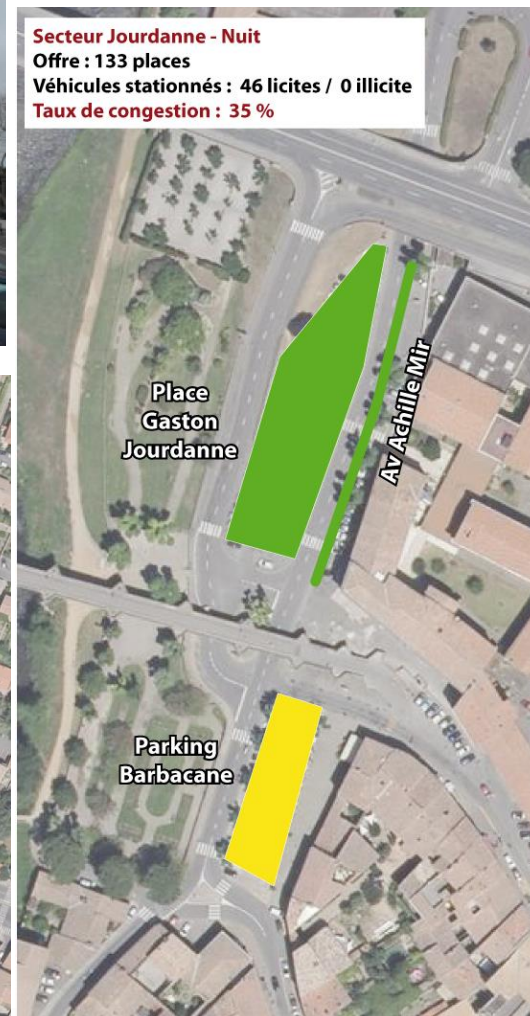 Secteur Jourdanne - Nuit
Offre : 133 places
Véhicules stationnés : 46 licites / 0 illicite
Taux de congestion : 35 %
Place
Gaston
Jourdanne
Av Achille Mir
Parking
Barbacane